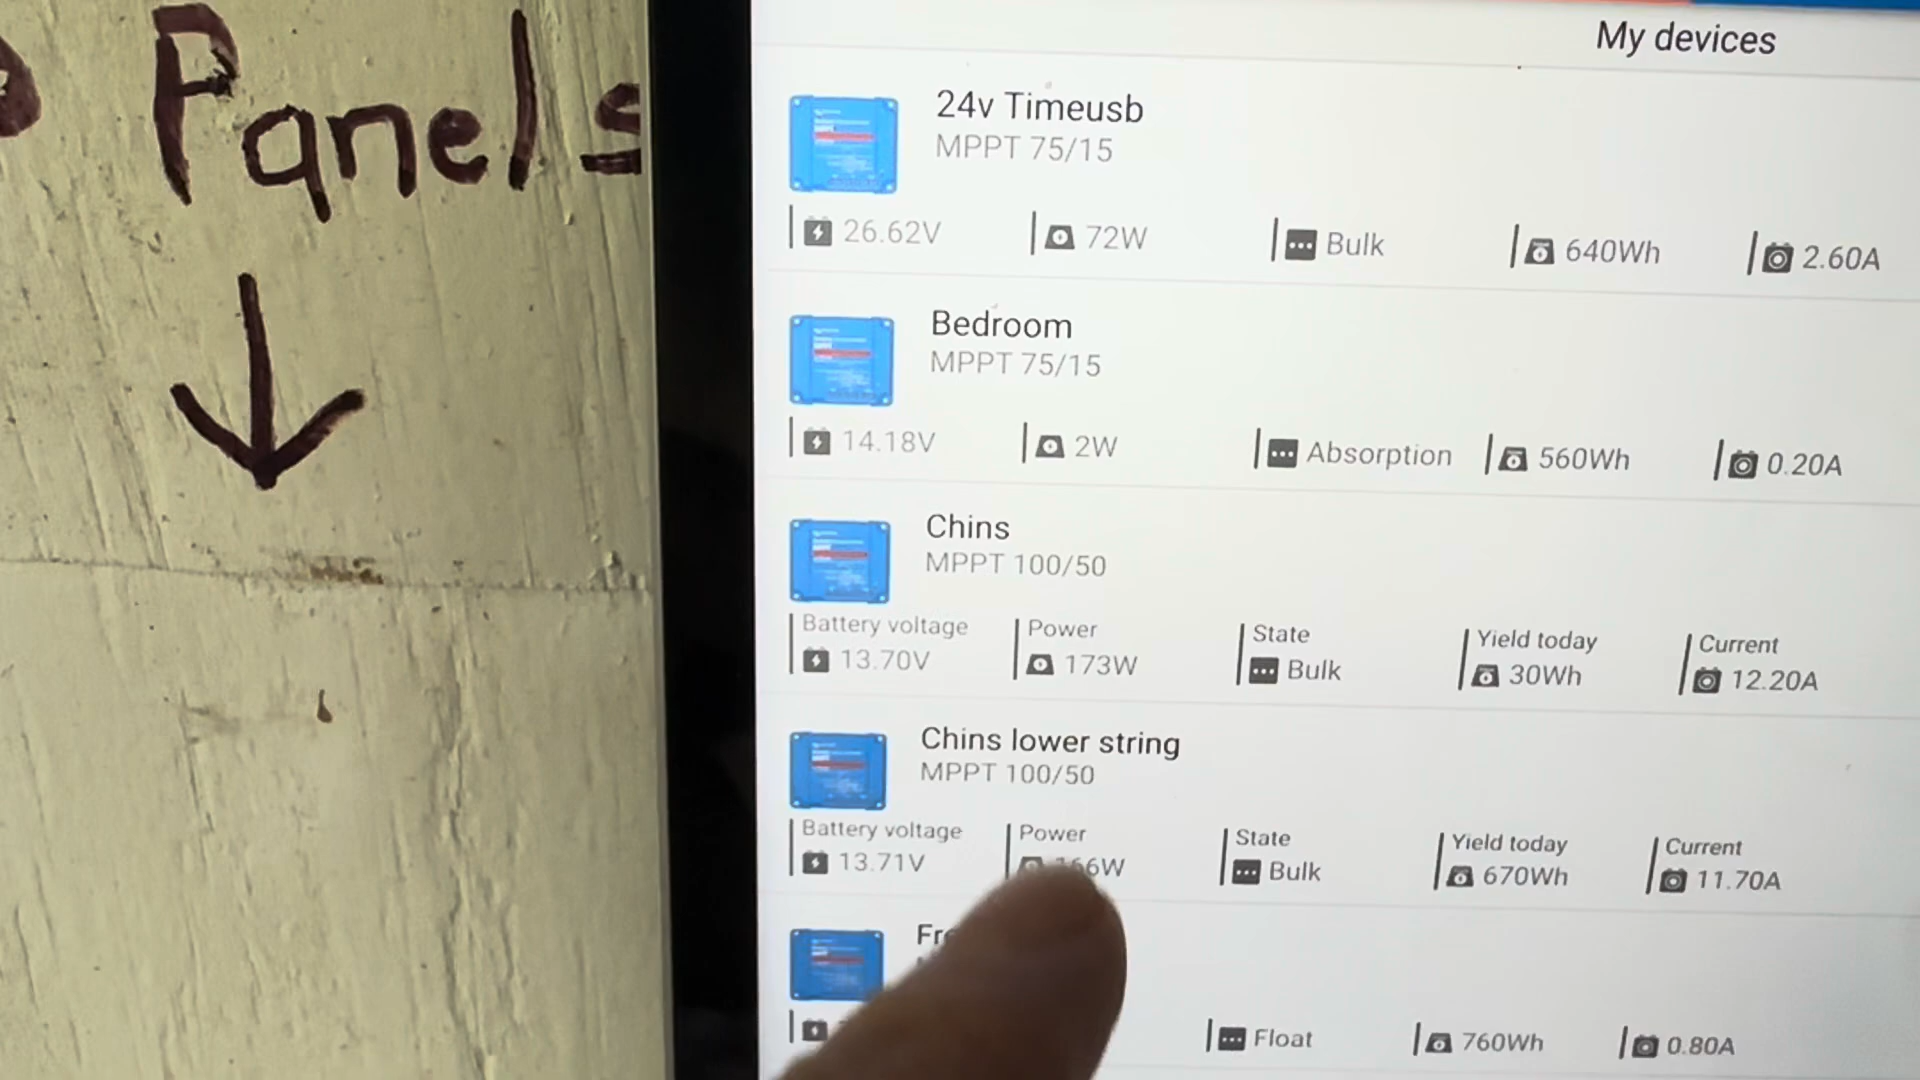 Panels
My devices
24v Timeusb
MPPT 75/15
26.62V 72W Bulk 640Wh 2.60A
Bedroom
MPPT 75/15
14.18V 2W Absorption 560Wh 0.20A
Chins
MPPT 100/50
Battery voltage Power State Yield today Current
13.70V 173W Bulk 30Wh 12.20A
Chins lower string
MPPT 100/50
Battery voltage Power State Yield today Current
13.71V 166W Bulk 670Wh 11.70A
Float 760Wh 0.80A